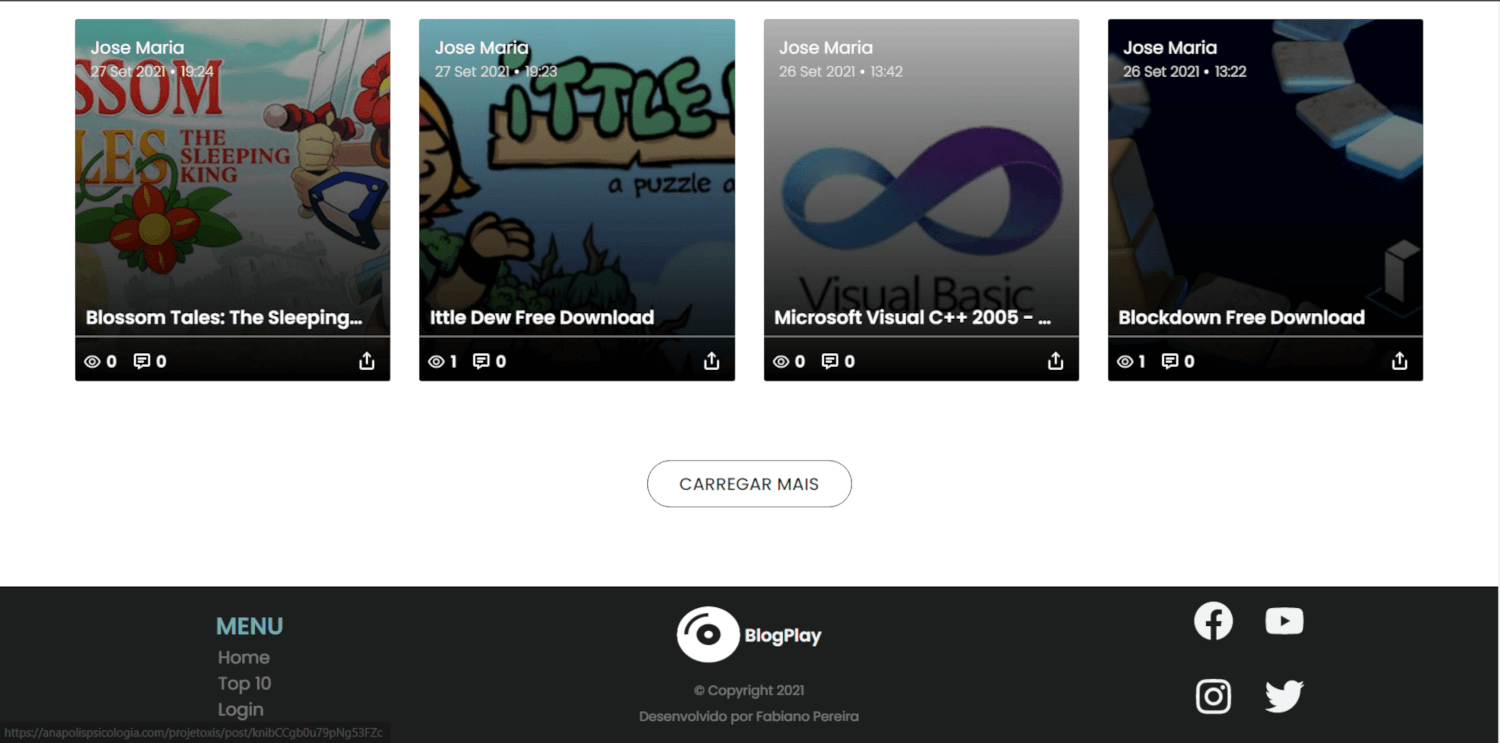 Jose Maria
27 Set 2021 • 19:24
SSOM
LES THE
SLEEPING
KING
Blossom Tales: The Sleeping...
0 0
Jose Maria
27 Set 2021 • 19:23
ITTLE
a puzzle a
Ittle Dew Free Download
1 0
Jose Maria
26 Set 2021 • 13:42
Visual Basic
Microsoft Visual C++ 2005 - ...
0 0
Jose Maria
26 Set 2021 • 13:22
Blockdown Free Download
1 0
CARREGAR MAIS
MENU
Home
Top 10
Login
BlogPlay
© Copyright 2021
Desenvolvido por Fabiano Pereira
https://anapolispsicologia.com/projetoxis/post/knibCCgb0u79pNg53FZc